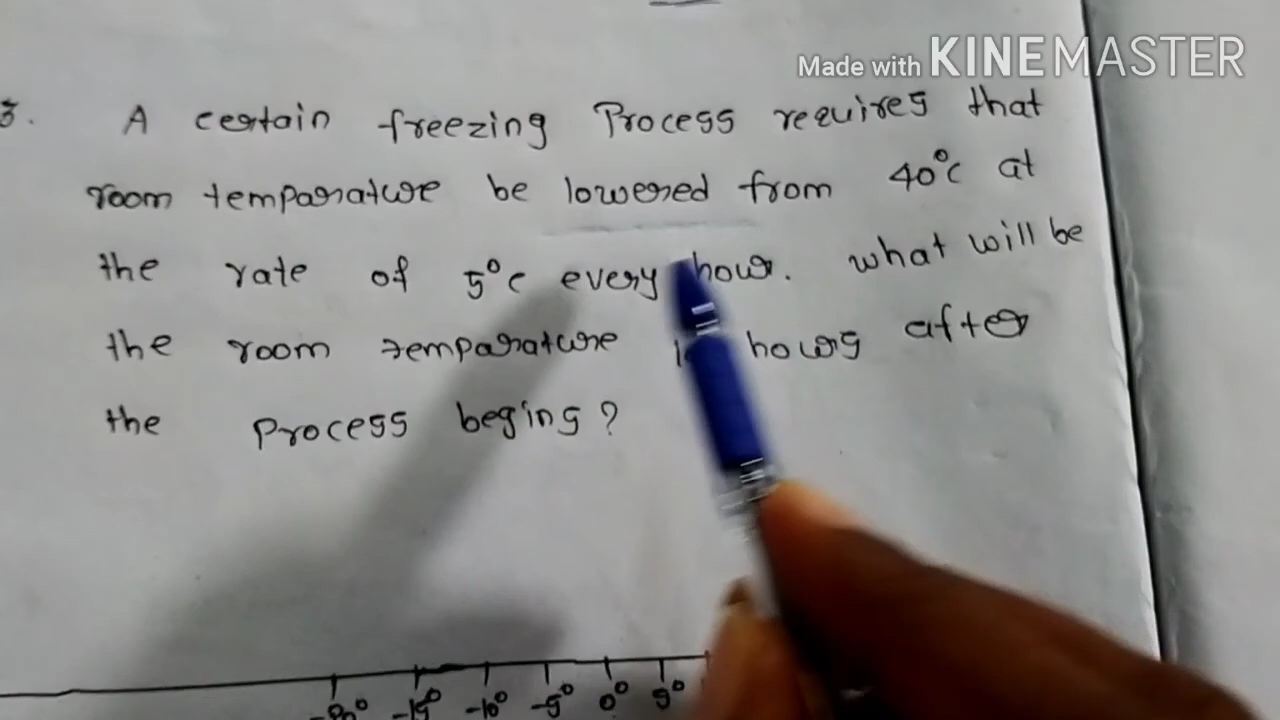 Made with KINEMASTER
3. A certain freezing Process requires that
room temparature be lowered from 40°c at
the rate of 5°c every hour. what will be
the room temparature hours after
the Process begins?
-15° -10° -5° 0° 5°